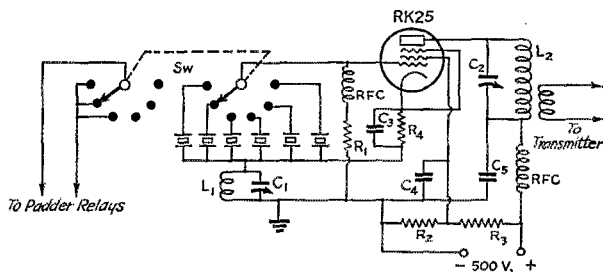 RK25
Sw
L2
C2
RFC
C3
R4
To
Transmitter
R1
L1
C1
C4
C5
RFC
To Padder Relays
R2
R3
- 500 V. +